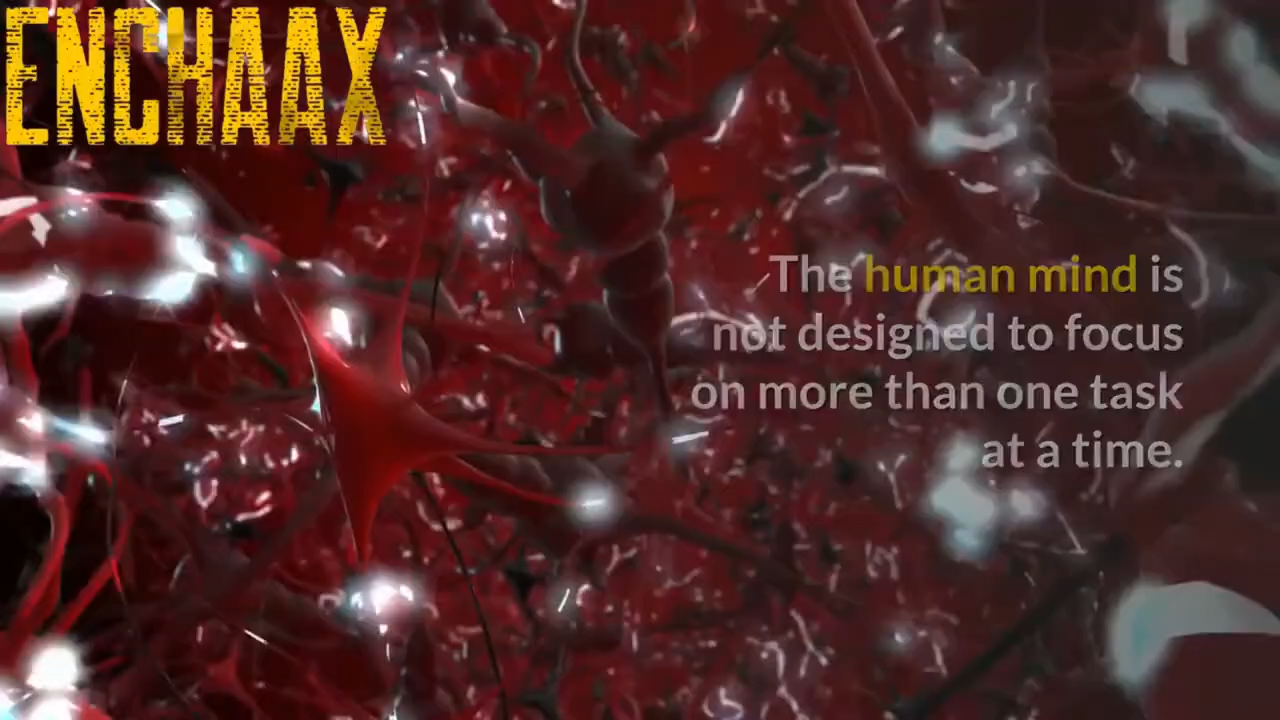 ENCHAAX
The human mind is
not designed to focus
on more than one task
at a time.